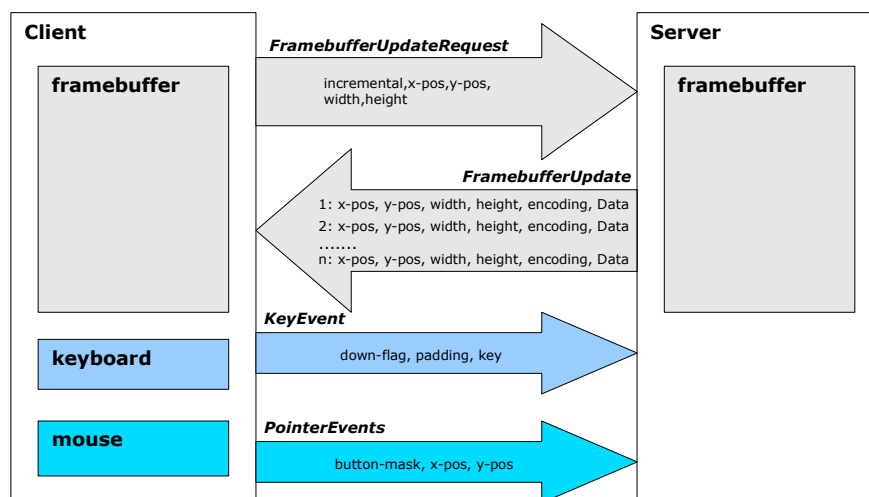 Client
Server
FramebufferUpdateRequest
framebuffer
framebuffer
incremental,x-pos,y-pos,
width,height
FramebufferUpdate
1: x-pos, y-pos, width, height, encoding, Data
2: x-pos, y-pos, width, height, encoding, Data
.......
n: x-pos, y-pos, width, height, encoding, Data
KeyEvent
keyboard
down-flag, padding, key
PointerEvents
mouse
button-mask, x-pos, y-pos